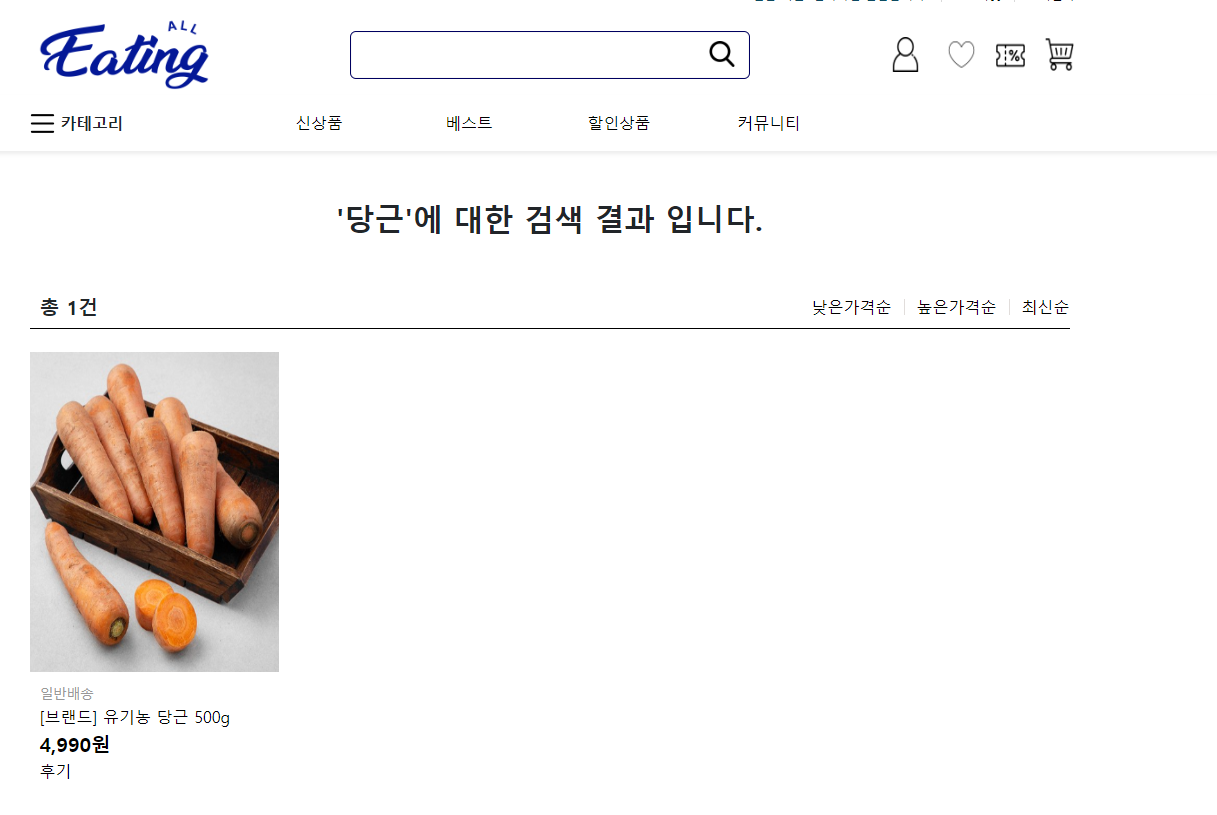 ALL
Eating
카테고리
신상품
베스트
할인상품
커뮤니티
'당근'에 대한 검색 결과 입니다.
총 1건
낮은가격순
높은가격순
최신순
일반배송
[브랜드] 유기농 당근 500g
4,990원
후기